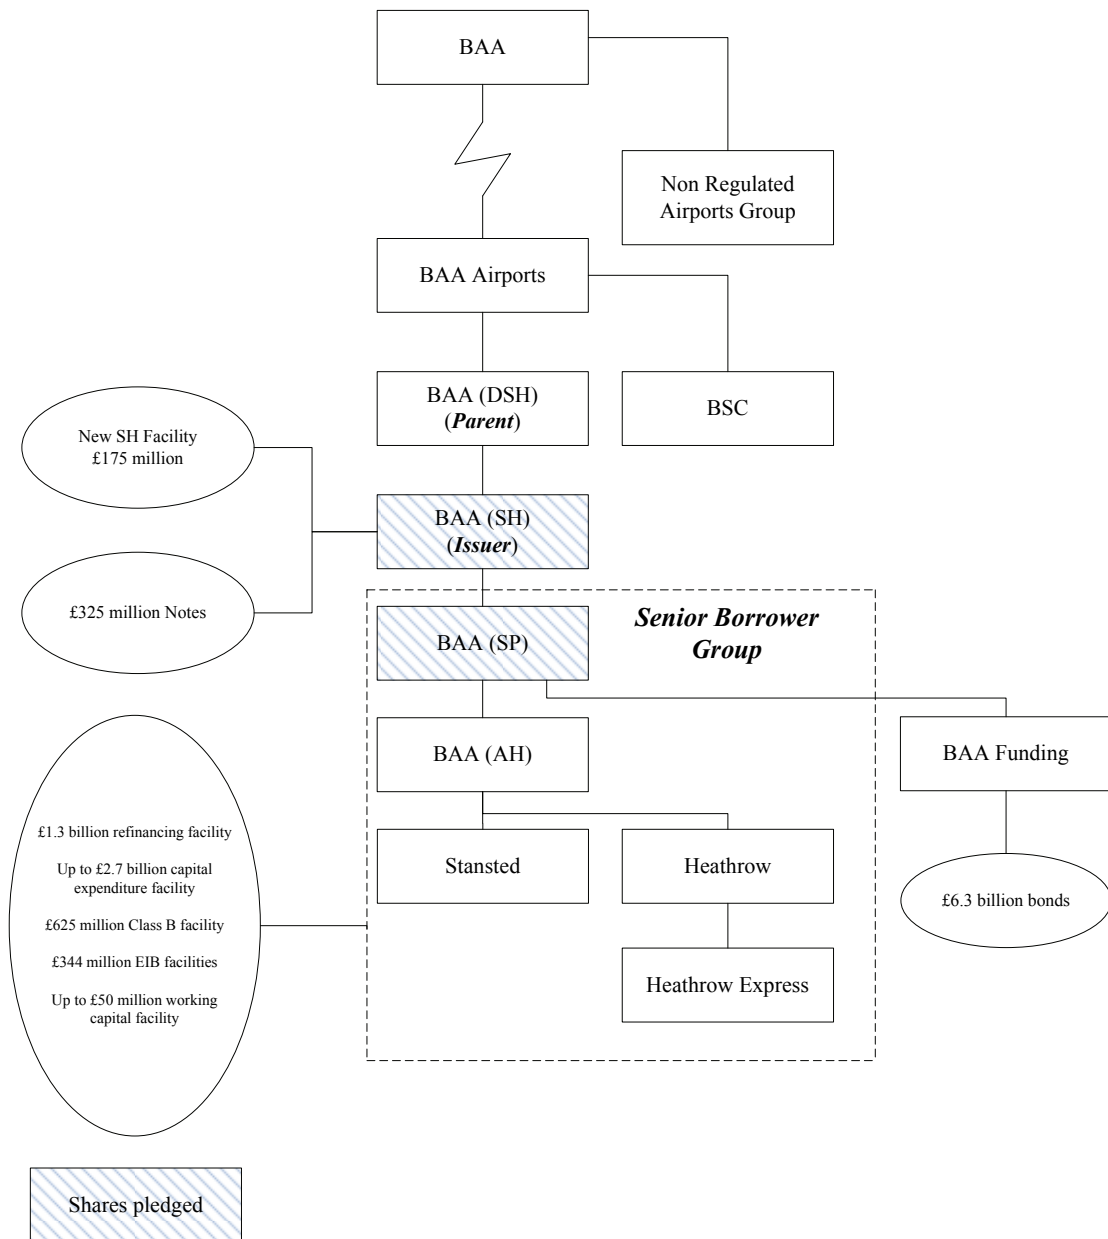 BAA
Non Regulated
Airports Group
BAA Airports
BAA (DSH)
(Parent)
BSC
New SH Facility
£175 million
BAA (SH)
(Issuer)
£325 million Notes
Senior Borrower
Group
BAA (SP)
BAA (AH)
BAA Funding
£1.3 billion refinancing facility
Up to £2.7 billion capital
expenditure facility
£625 million Class B facility
£344 million EIB facilities
Up to £50 million working
capital facility
Stansted
Heathrow
£6.3 billion bonds
Heathrow Express
Shares pledged